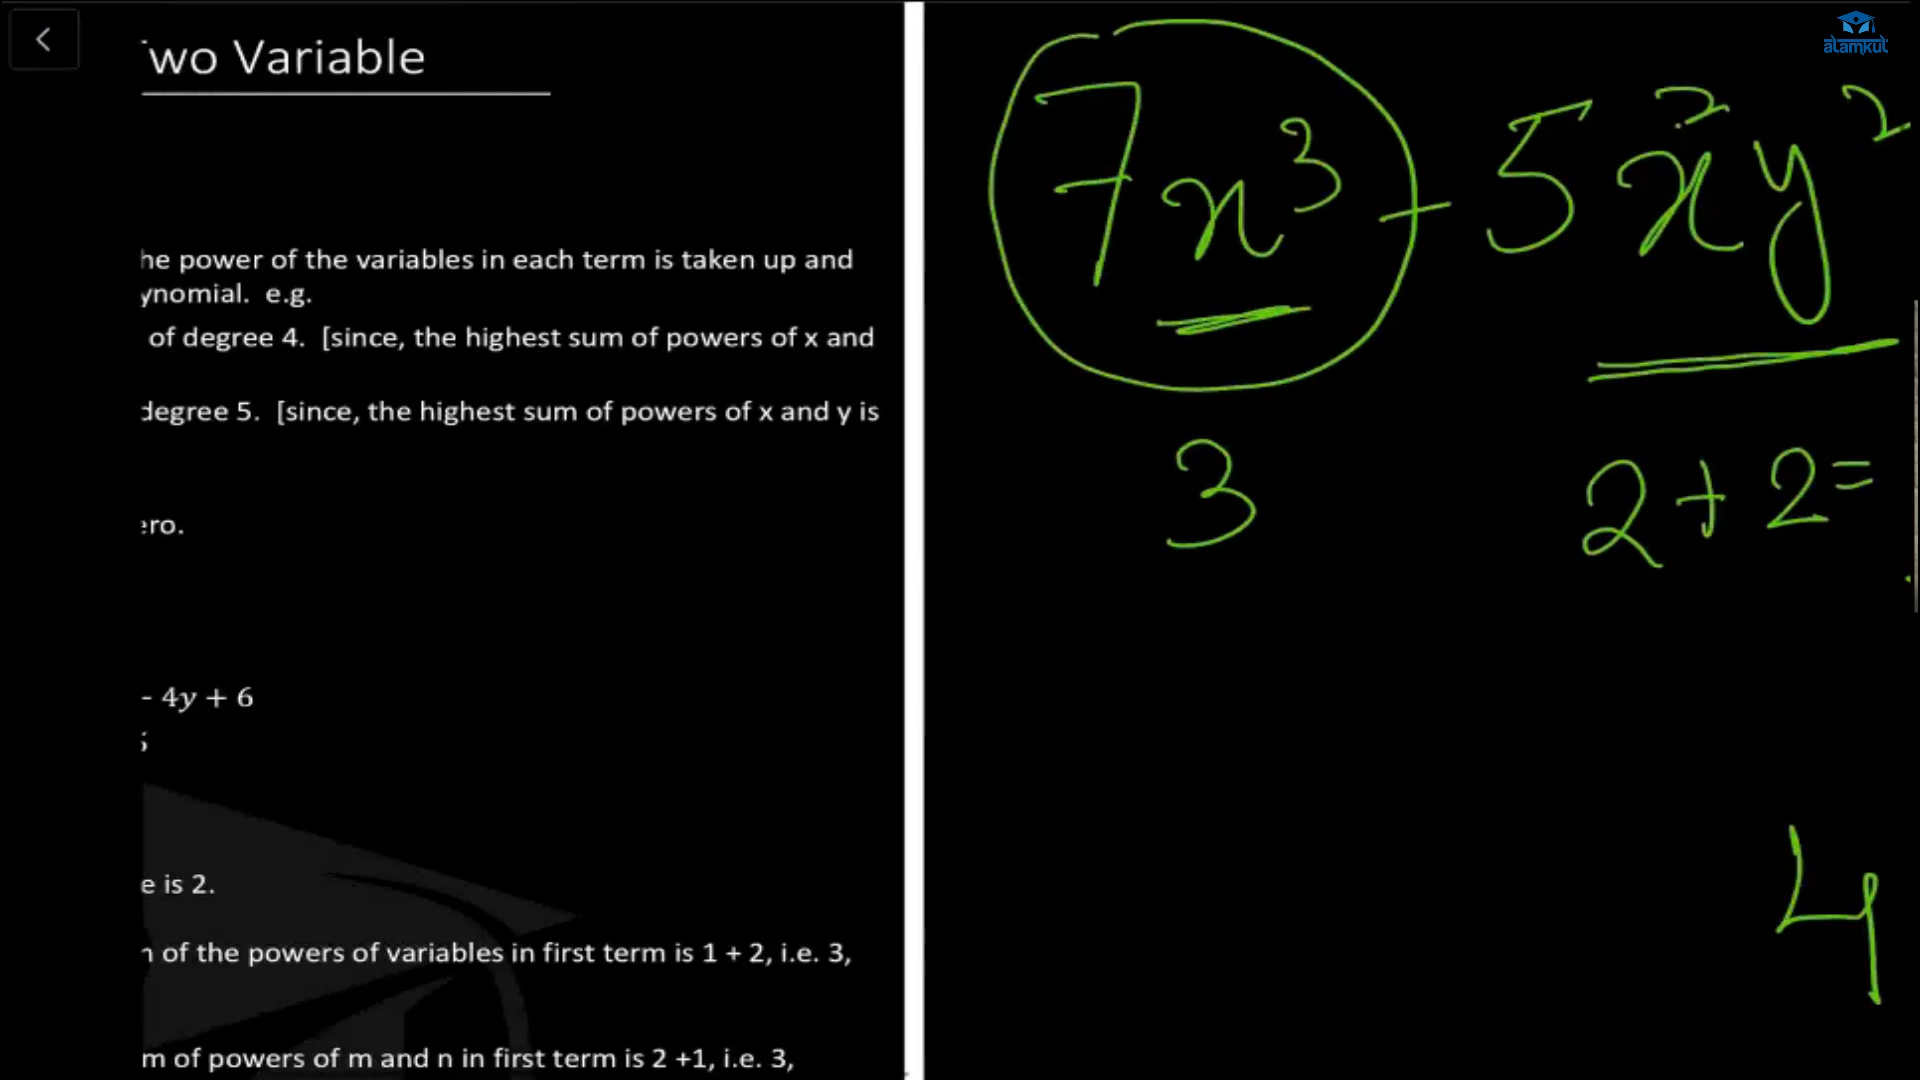 wo Variable
he power of the variables in each term is taken up and
ynomial. e.g.
of degree 4. [since, the highest sum of powers of x and
degree 5. [since, the highest sum of powers of x and y is
ero.
- 4y + 6
e is 2.
of the powers of variables in first term is 1 + 2, i.e. 3,
m of powers of m and n in first term is 2 +1, i.e. 3,
alamkut
7x³ - 5x²y²
3
2 + 2 =
4